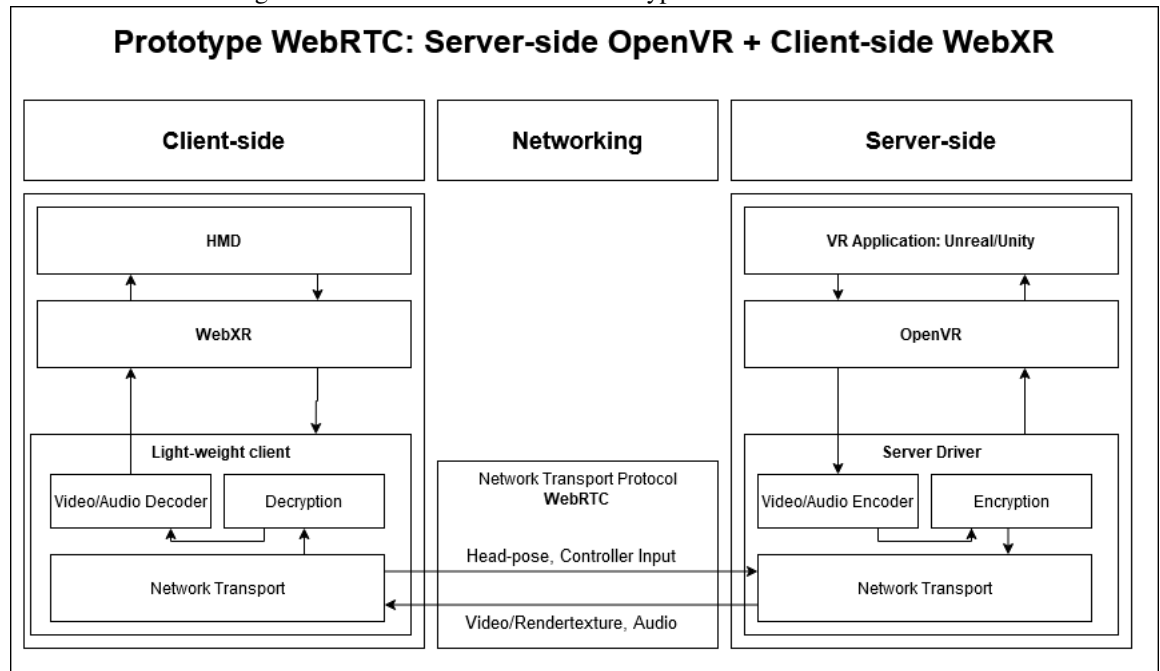 Prototype WebRTC: Server-side OpenVR + Client-side WebXR
Client-side
Networking
Server-side
HMD
WebXR
Light-weight client
Video/Audio Decoder
Decryption
Network Transport
Network Transport Protocol
WebRTC
Head-pose, Controller Input
Video/Rendertexture, Audio
VR Application: Unreal/Unity
OpenVR
Server Driver
Video/Audio Encoder
Encryption
Network Transport